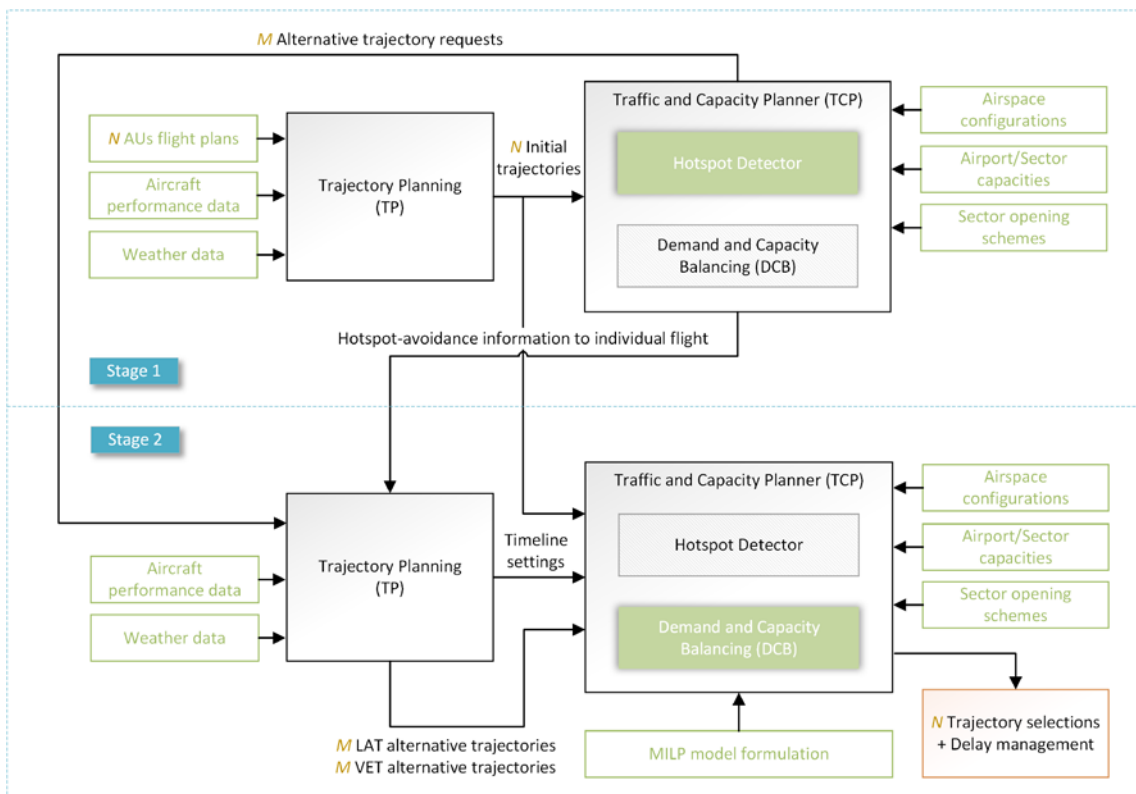 M Alternative trajectory requests
N AUs flight plans
Aircraft
performance data
Weather data
Trajectory Planning
(TP)
N Initial
trajectories
Traffic and Capacity Planner (TCP)
Hotspot Detector
Demand and Capacity
Balancing (DCB)
Airspace
configurations
Airport/Sector
capacities
Sector opening
schemes
Hotspot-avoidance information to individual flight
Stage 1
Stage 2
Aircraft
performance data
Weather data
Trajectory Planning
(TP)
Timeline
settings
Traffic and Capacity Planner (TCP)
Hotspot Detector
Demand and Capacity
Balancing (DCB)
Airspace
configurations
Airport/Sector
capacities
Sector opening
schemes
M LAT alternative trajectories
M VET alternative trajectories
MILP model formulation
N Trajectory selections
+ Delay management